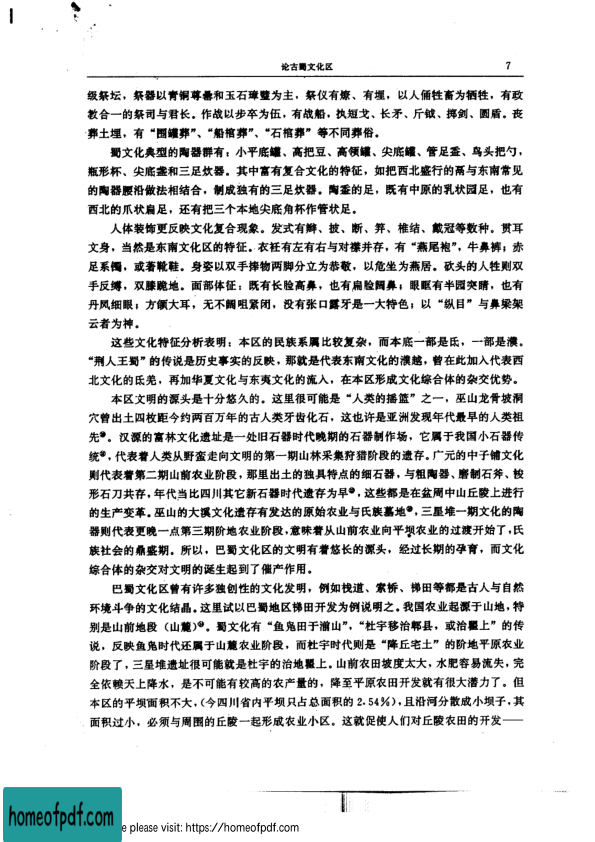 论古蜀文化区 7
级祭坛，祭器以青铜尊罍和玉石璋璧为主，祭仪有燎、有埋，以人俑牲畜为牺牲，有政
教合一的祭司与君长。作战以步卒为伍，有战船，执短戈、长矛、斤钺、掷剑、圆盾。丧
葬土埋，有“围罐葬”、“船棺葬”、“石棺葬”等不同葬俗。
蜀文化典型的陶器群有：小平底罐、高把豆、高领罐、尖底罐、管足盉、鸟头把勺，
瓶形杯、尖底盏和三足炊器。其中富有复合文化的特征，如把西北盛行的鬲与东南常见
的陶器腰沿做法相结合，制成独有的三足炊器。陶盉的足，既有中原的乳状园足，也有
西北的爪状扁足，还有把三个本地尖底角杯作管状足。
人体装饰更反映文化复合现象。发式有辫、披、断、笄、椎结、戴冠等数种。贯耳
文身，当然是东南文化区的特征。衣衽有左有右与对襟并存，有“燕尾袍”，牛鼻裤；赤
足系镯，或著靴鞋。身姿以双手捧物两脚分立为恭敬，以危坐为燕居。砍头的人牲则双
手反缚，双膝跪地。面部体征：既有长脸高鼻，也有扁脸阔鼻；眼眶有半园突睛，也有
丹凤细眼；方颌大耳，无不阔咀紧闭，没有张口露牙是一大特色；以“纵目”与鼻梁架
云者为神。
这些文化特征分析表明：本区的民族系属比较复杂，而本底一部是氐，一部是濮。
“荆人王蜀”的传说是历史事实的反映，那就是代表东南文化的濮越，曾在此加入代表西
北文化的氐羌，再加华夏文化与东夷文化的流入，在本区形成文化综合体的杂交优势。
本区文明的源头是十分悠久的。这里很可能是“人类的摇篮”之一，巫山龙骨坡洞
穴曾出土四枚距今约两百万年的古人类牙齿化石，这也许是亚洲发现年代最早的人类祖
先。汉源的富林文化遗址是一处旧石器时代晚期的石器制作场，它属于我国小石器传
统，代表着人类从野蛮走向文明的第一期山林采集狩猎阶段的遗存。广元的中子铺文化
则代表着第二期山前农业阶段，那里出土的独具特点的细石器，与粗陶器、磨制石斧、梭
形石刀共存，年代当比四川其它新石器时代遗存为早，这些都是在盆周中山丘陵上进行
的生产变革。巫山的大溪文化遗存有发达的原始农业与氏族墓地，三星堆一期文化的陶
器则代表更晚一点第三期阶地农业阶段，意味着从山前农业向平坝农业的过渡开始了，氏
族社会的鼎盛期。所以，巴蜀文化区的文明有着悠长的源头，经过长期的孕育，而文化
综合体的杂交对文明的诞生起到了催产作用。
巴蜀文化区曾有许多独创性的文化发明，例如栈道、索桥、梯田等都是古人与自然
环境斗争的文化结晶。这里试以巴蜀地区梯田开发为例说明之。我国农业起源于山地，特
别是山前地段（山麓）。蜀文化有“鱼凫田于湔山”，“杜宇移治郫县，或治瞿上”的传
说，反映鱼凫时代还属于山麓农业阶段，而杜宇时代则是“降丘宅土”的阶地平原农业
阶段了，三星堆遗址很可能就是杜宇的治地瞿上。山前农田坡度太大，水肥容易流失，完
全依赖天上降水，是不可能有较高的农产量的，降至平原农田开发就有很大潜力了。但
本区的平坝面积不大，（今四川省内平坝只占总面积的2.54%），且沿河分散成小坝子，其
面积过小，必须与周围的丘陵一起形成农业小区。这就促使人们对丘陵农田的开发——
homeofpdf.com
e please visit: https://homeofpdf.com